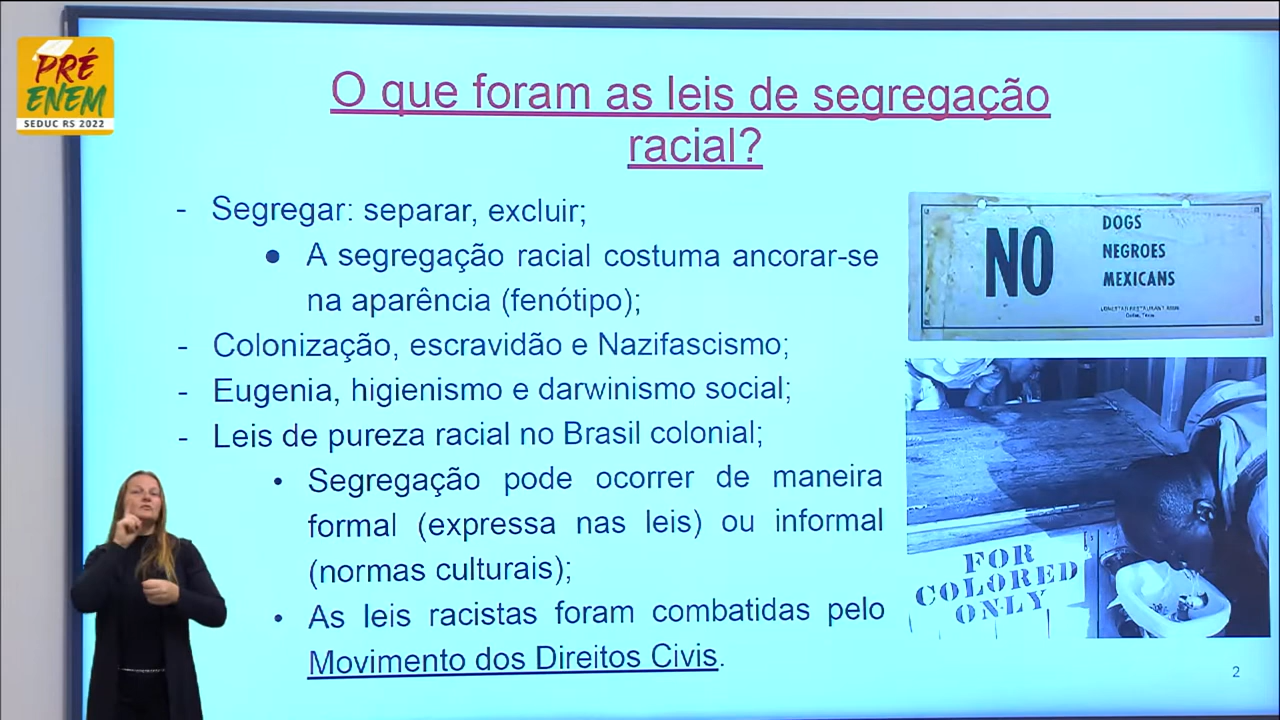 PRÉ
ENEM
SEDUC RS 2022
O que foram as leis de segregação
racial?
- Segregar: separar, excluir;
● A segregação racial costuma ancorar-se
na aparência (fenótipo);
- Colonização, escravidão e Nazifascismo;
- Eugenia, higienismo e darwinismo social;
- Leis de pureza racial no Brasil colonial;
• Segregação pode ocorrer de maneira
formal (expressa nas leis) ou informal
(normas culturais);
• As leis racistas foram combatidas pelo
Movimento dos Direitos Civis.
NO
DOGS
NEGROES
MEXICANS
FOR
COLORED
ONLY
2